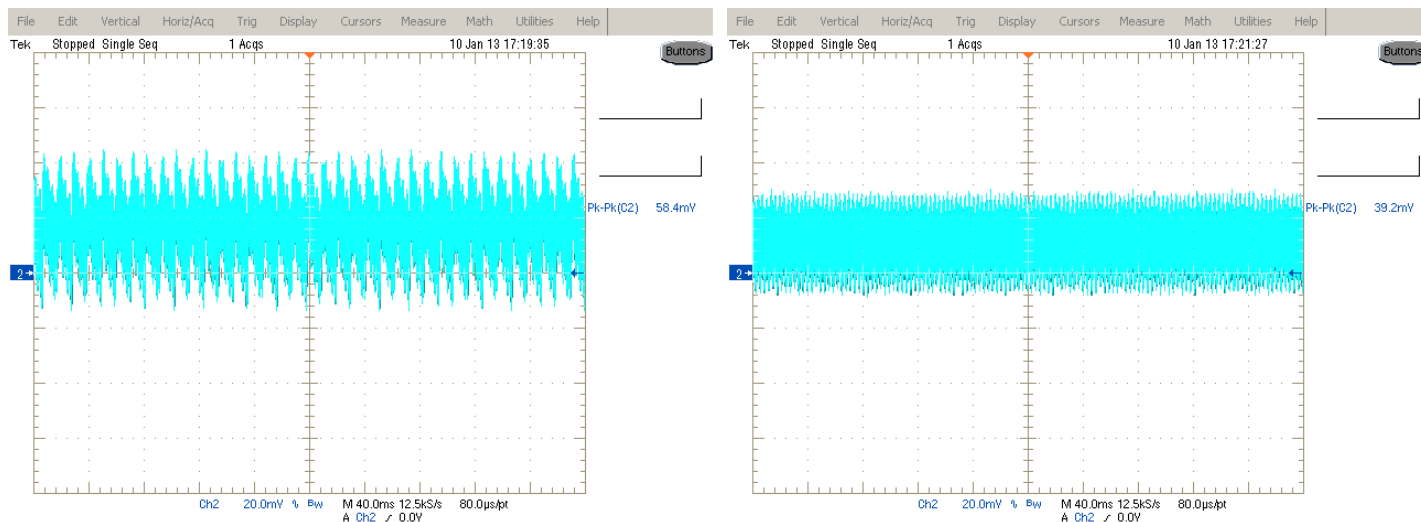 File Edit Vertical Horiz/Acq Trig Display Cursors Measure Math Utilities Help
Tek Stopped Single Seq 1 Acqs 10 Jan 13 17:19:35
Buttons
Pk-Pk(C2) 58.4mV
2
Ch2 20.0mV % Bw M 40.0ms 12.5kS/s 80.0µs/pt
A Ch2 / 0.0V
File Edit Vertical Horiz/Acq Trig Display Cursors Measure Math Utilities Help
Tek Stopped Single Seq 1 Acqs 10 Jan 13 17:21:27
Buttons
Pk-Pk(C2) 39.2mV
2
Ch2 20.0mV % Bw M 40.0ms 12.5kS/s 80.0µs/pt
A Ch2 / 0.0V